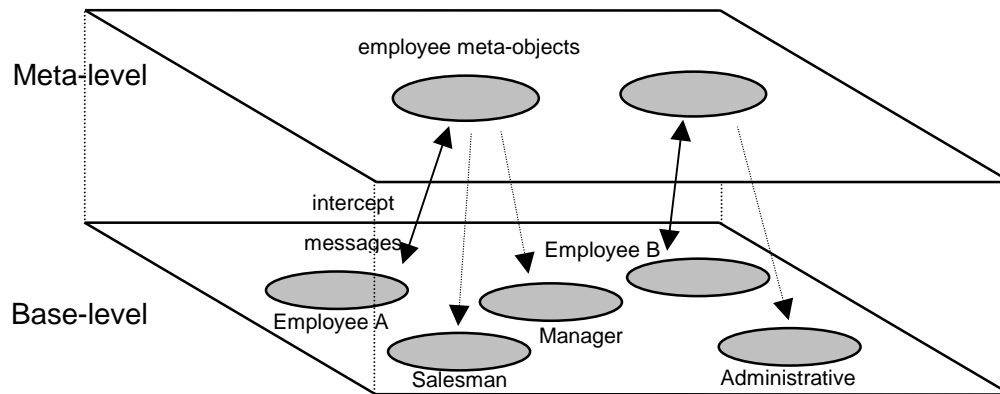 employee meta-objects
Meta-level
intercept
messages
Employee B
Base-level
Employee A
Manager
Salesman
Administrative